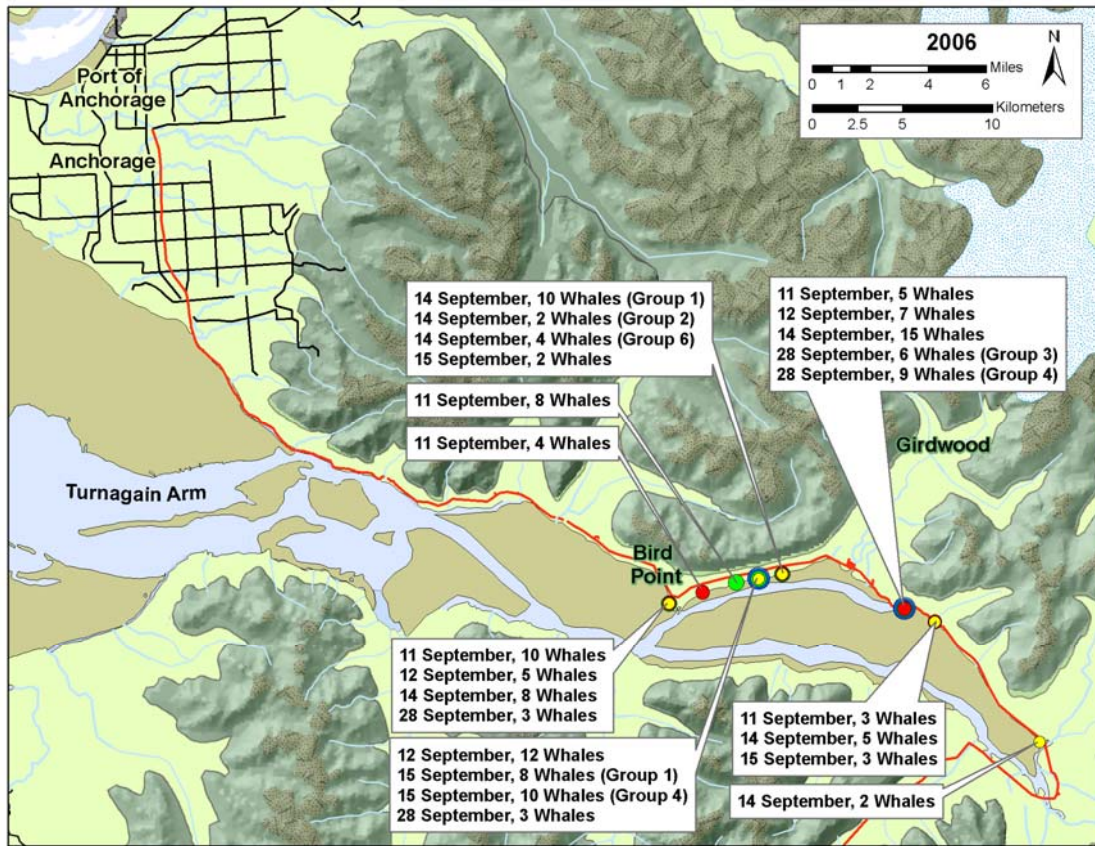 2006
N
Miles
0 1 2 4 6
Kilometers
0 2.5 5 10
Port of
Anchorage
Anchorage
14 September, 10 Whales (Group 1)
14 September, 2 Whales (Group 2)
14 September, 4 Whales (Group 6)
15 September, 2 Whales
11 September, 5 Whales
12 September, 7 Whales
14 September, 15 Whales
28 September, 6 Whales (Group 3)
28 September, 9 Whales (Group 4)
11 September, 8 Whales
11 September, 4 Whales
Girdwood
Turnagain Arm
Bird
Point
11 September, 10 Whales
12 September, 5 Whales
14 September, 8 Whales
28 September, 3 Whales
12 September, 12 Whales
15 September, 8 Whales (Group 1)
15 September, 10 Whales (Group 4)
28 September, 3 Whales
11 September, 3 Whales
14 September, 5 Whales
15 September, 3 Whales
14 September, 2 Whales